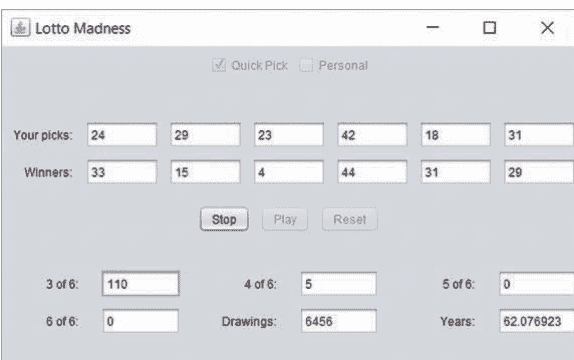 Lotto Madness
Quick Pick Personal
Your picks: 24 29 23 42 18 31
Winners: 33 15 4 44 31 29
Stop Play Reset
3 of 6: 110 4 of 6: 5 5 of 6: 0
6 of 6: 0 Drawings: 6456 Years: 62.076923